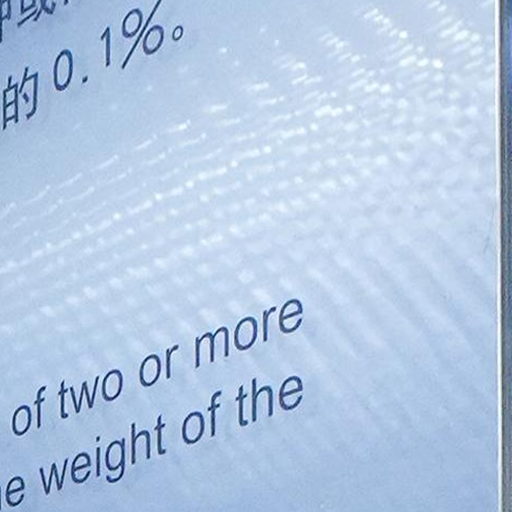 的 0.1%。
of two or more
e weight of the